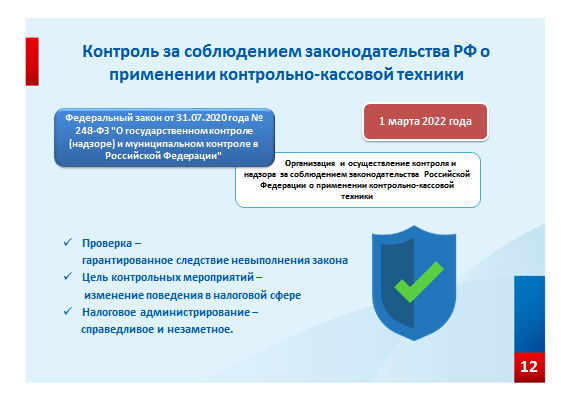 Контроль за соблюдением законодательства РФ о
применении контрольно-кассовой техники
Федеральный закон от 31.07.2020 года №
248-ФЗ "О государственном контроле
(надзоре) и муниципальном контроле в
Российской Федерации"
1 марта 2022 года
Организация и осуществление контроля и
надзора за соблюдением законодательства Российской
Федерации о применении контрольно-кассовой
техники
✓ Проверка –
гарантированное следствие невыполнения закона
✓ Цель контрольных мероприятий –
изменение поведения в налоговой сфере
✓ Налоговое администрирование –
справедливое и незаметное.
12